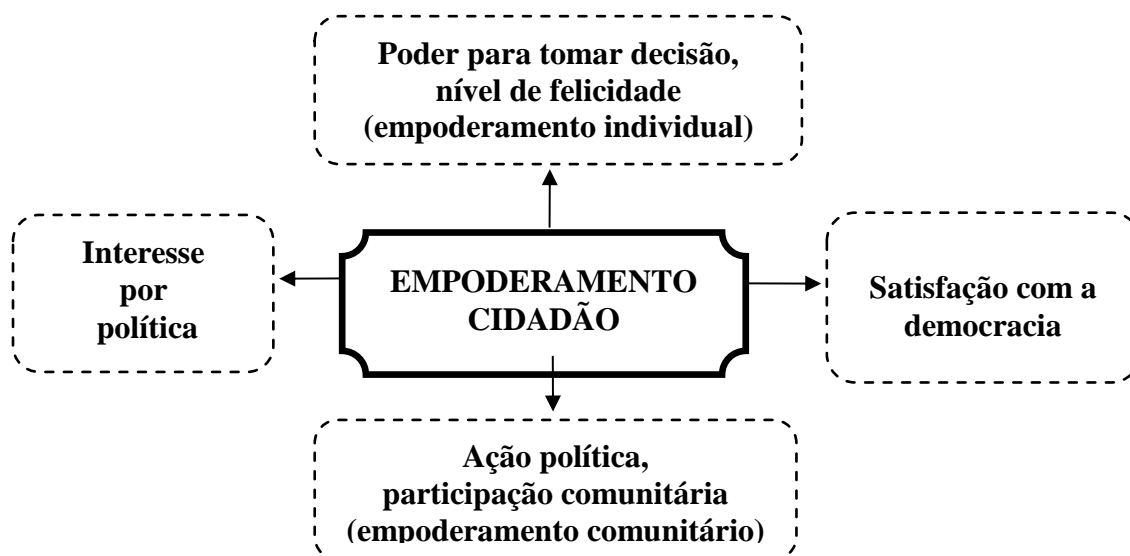 Poder para tomar decisão,
nível de felicidade
(empoderamento individual)
Interesse
por
política
EMPODERAMENTO
CIDADÃO
Satisfação com a
democracia
Ação política,
participação comunitária
(empoderamento comunitário)